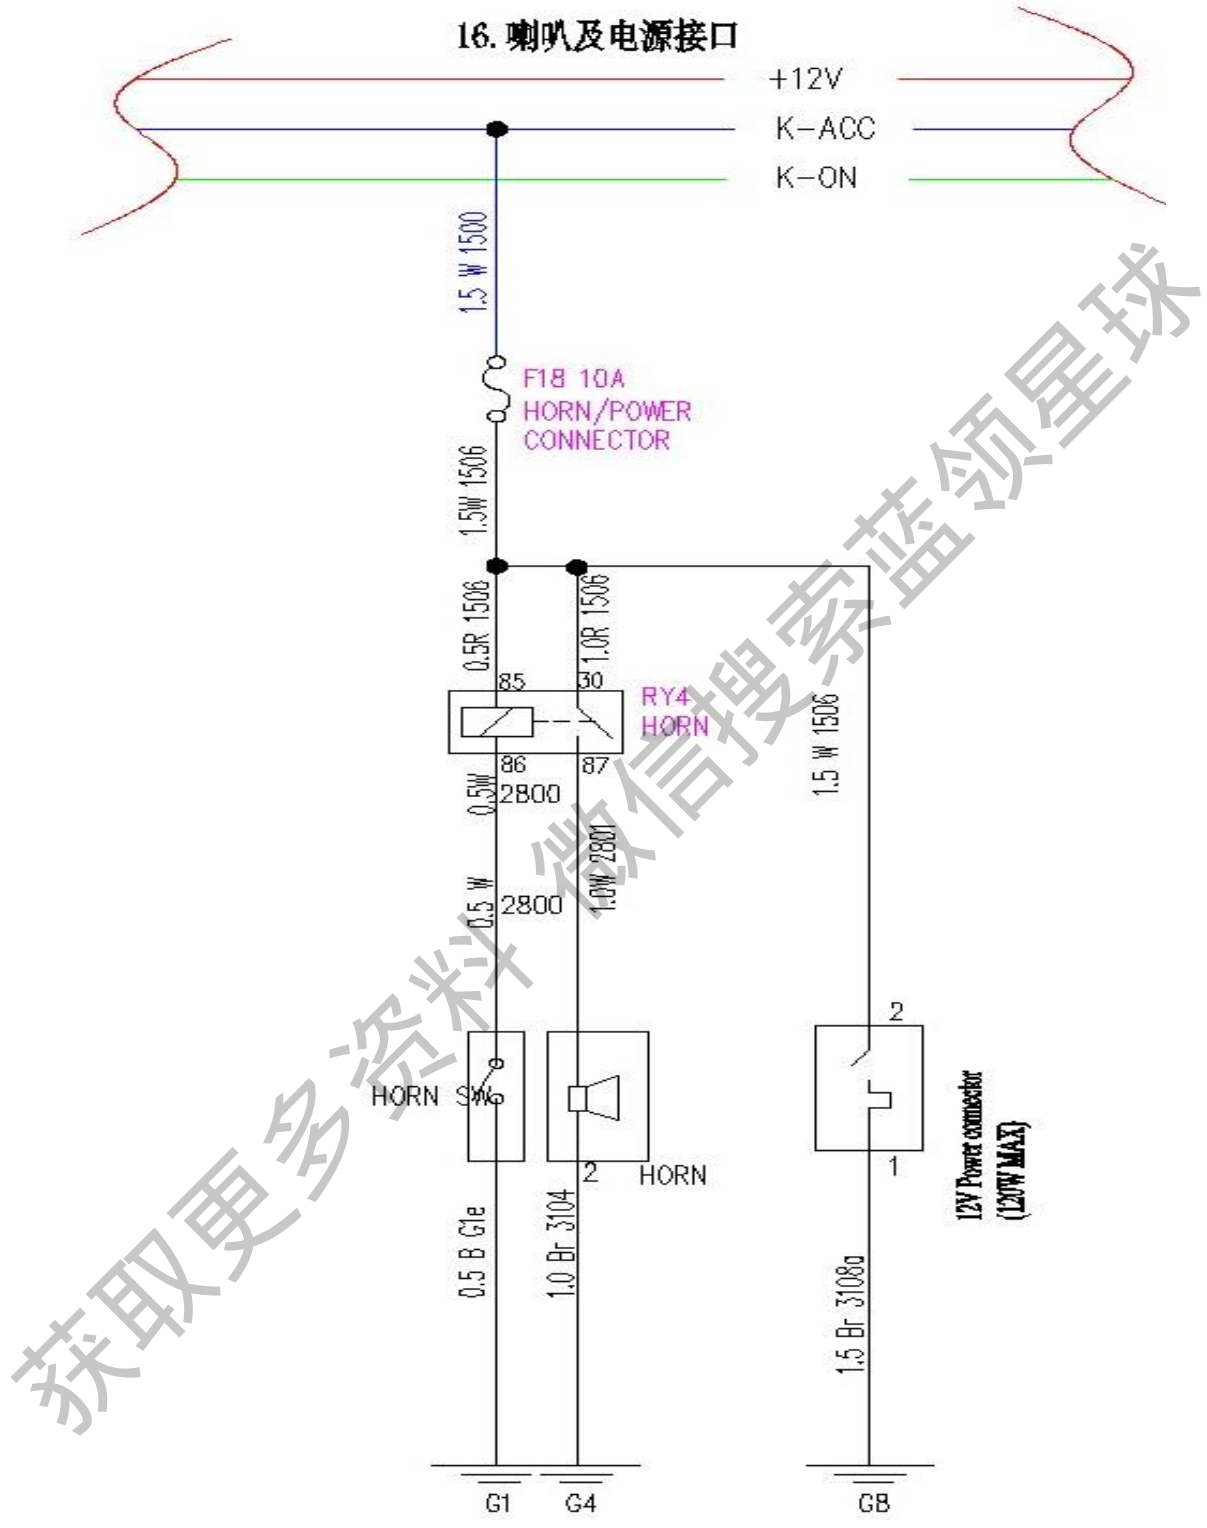 16.喇叭及电源接口
+12V
K-ACC
K-ON
1.5 W 1500
F18 10A
HORN/POWER
CONNECTOR
1.5W 1506
0.5R 1506
1.0R 1506
85
30
RY4
HORN
86
87
0.5W
2800
1.5 W 1506
0.5 W
2800
1.0W 2801
2
HORN SW
2
HORN
1
12V Power connector
(120W MAX)
0.5 B G1e
1.0 Br 3104
1.5 Br 3108a
G1
G4
G8
获取更多资料 微信搜索蓝领星球